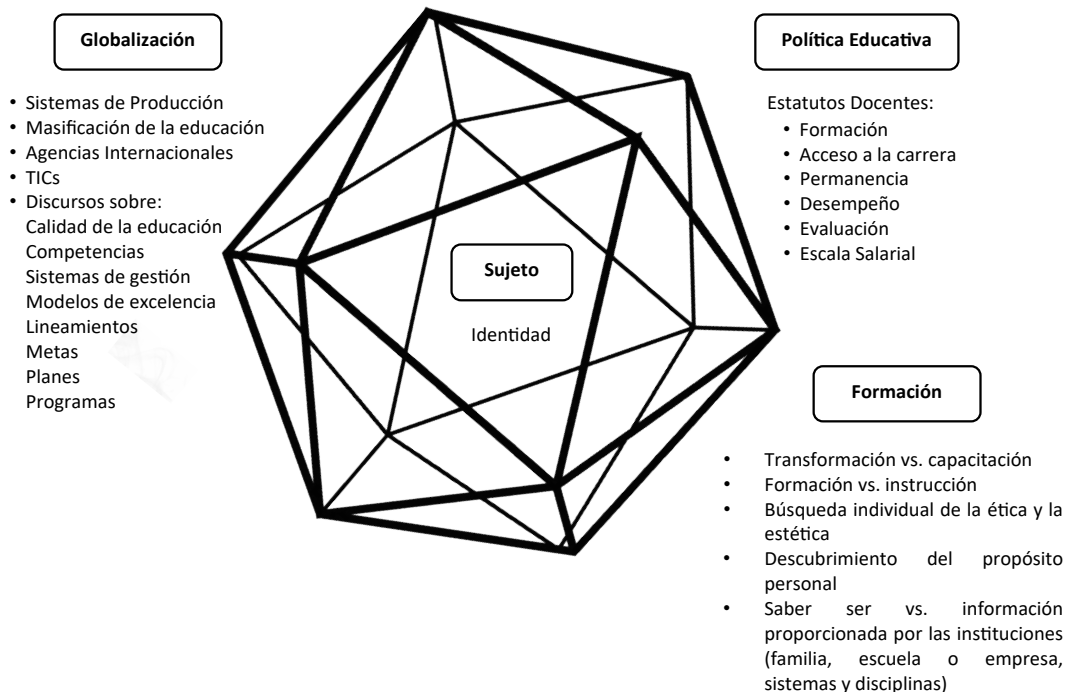 Globalización
• Sistemas de Producción
• Masificación de la educación
• Agencias Internacionales
• TICs
• Discursos sobre:
Calidad de la educación
Competencias
Sistemas de gestión
Modelos de excelencia
Lineamientos
Metas
Planes
Programas
Sujeto
Identidad
Política Educativa
Estatutos Docentes:
• Formación
• Acceso a la carrera
• Permanencia
• Desempeño
• Evaluación
• Escala Salarial
Formación
• Transformación vs. capacitación
• Formación vs. instrucción
• Búsqueda individual de la ética y la
estética
• Descubrimiento del propósito
personal
• Saber ser vs. información
proporcionada por las instituciones
(familia, escuela o empresa,
sistemas y disciplinas)